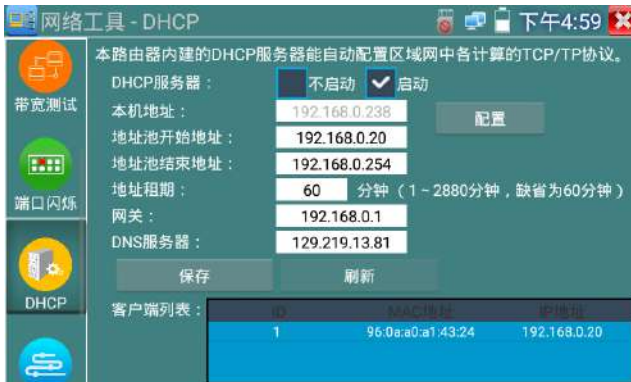 网络工具 - DHCP
下午4:59
本路由器内建的DHCP服务器能自动配置区域网中各计算的TCP/TP协议。
DHCP服务器：
不启动
启动
本机地址：
192.168.0.238
配置
地址池开始地址：
192.168.0.20
地址池结束地址：
192.168.0.254
地址租期：
60
分钟（1~2880分钟，缺省为60分钟）
网关：
192.168.0.1
DNS服务器：
129.219.13.81
保存
刷新
客户端列表：
ID
MAC地址
IP地址
1
96:0a:a0:a1:43:24
192.168.0.20
带宽测试
端口闪烁
DHCP